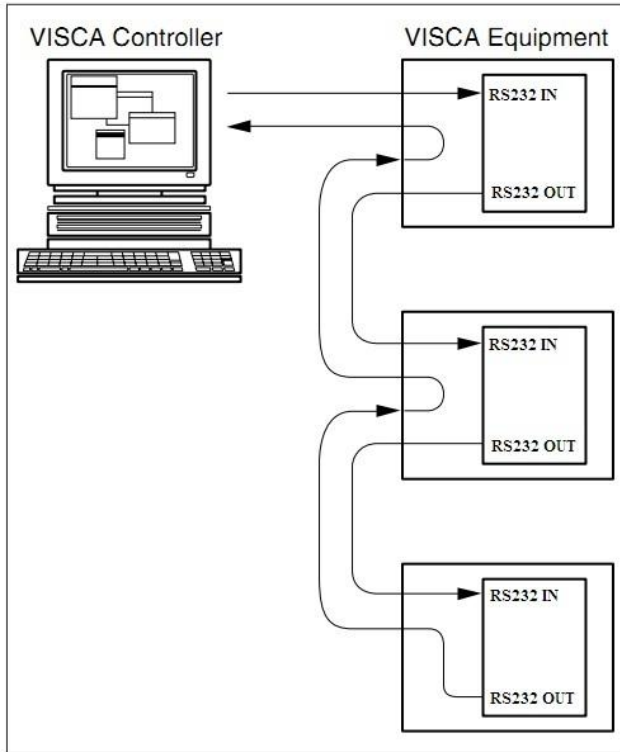 VISCA Controller
VISCA Equipment
RS232 IN
RS232 OUT
RS232 IN
RS232 OUT
RS232 IN
RS232 OUT